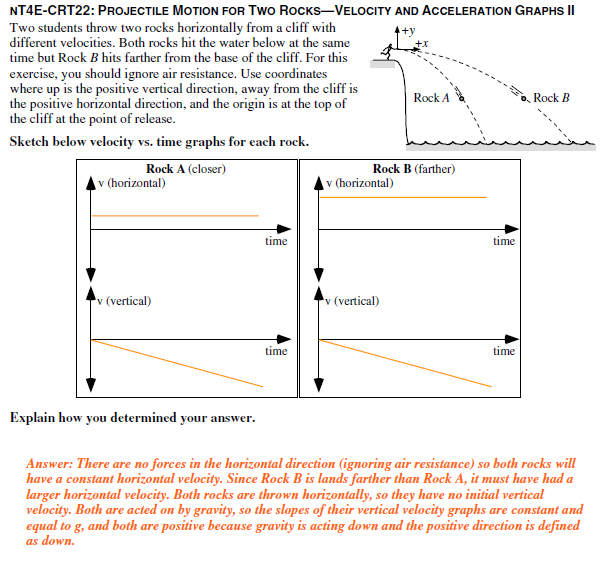 NT4E-CRT22: PROJECTILE MOTION FOR TWO ROCKS—VELOCITY AND ACCELERATION GRAPHS II
Two students throw two rocks horizontally from a cliff with
different velocities. Both rocks hit the water below at the same
time but Rock B hits farther from the base of the cliff. For this
exercise, you should ignore air resistance. Use coordinates
where up is the positive vertical direction, away from the cliff is
the positive horizontal direction, and the origin is at the top of
the cliff at the point of release.
+y
+x
Rock A
Rock B
Sketch below velocity vs. time graphs for each rock.
Rock A (closer)
v (horizontal)
time
v (vertical)
time
Rock B (farther)
v (horizontal)
time
v (vertical)
time
Explain how you determined your answer.
Answer: There are no forces in the horizontal direction (ignoring air resistance) so both rocks will
have a constant horizontal velocity. Since Rock B is lands farther than Rock A, it must have had a
larger horizontal velocity. Both rocks are thrown horizontally, so they have no initial vertical
velocity. Both are acted on by gravity, so the slopes of their vertical velocity graphs are constant and
equal to g, and both are positive because gravity is acting down and the positive direction is defined
as down.